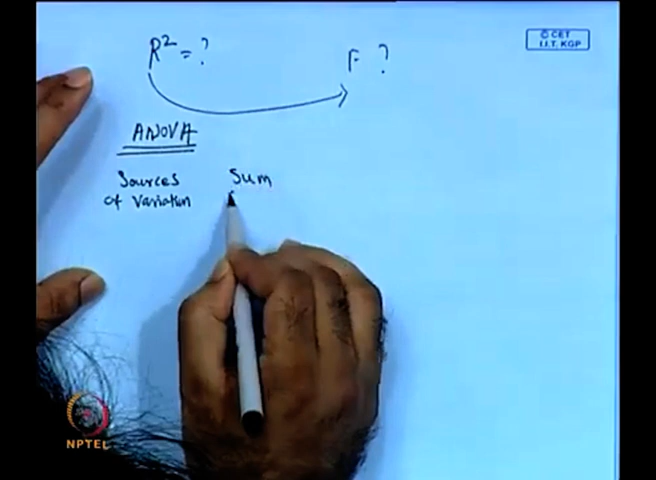 © CET
I.I.T. KGP
R² = ?
F ?
ANOVA
Sources
of variation
Sum
NPTEL